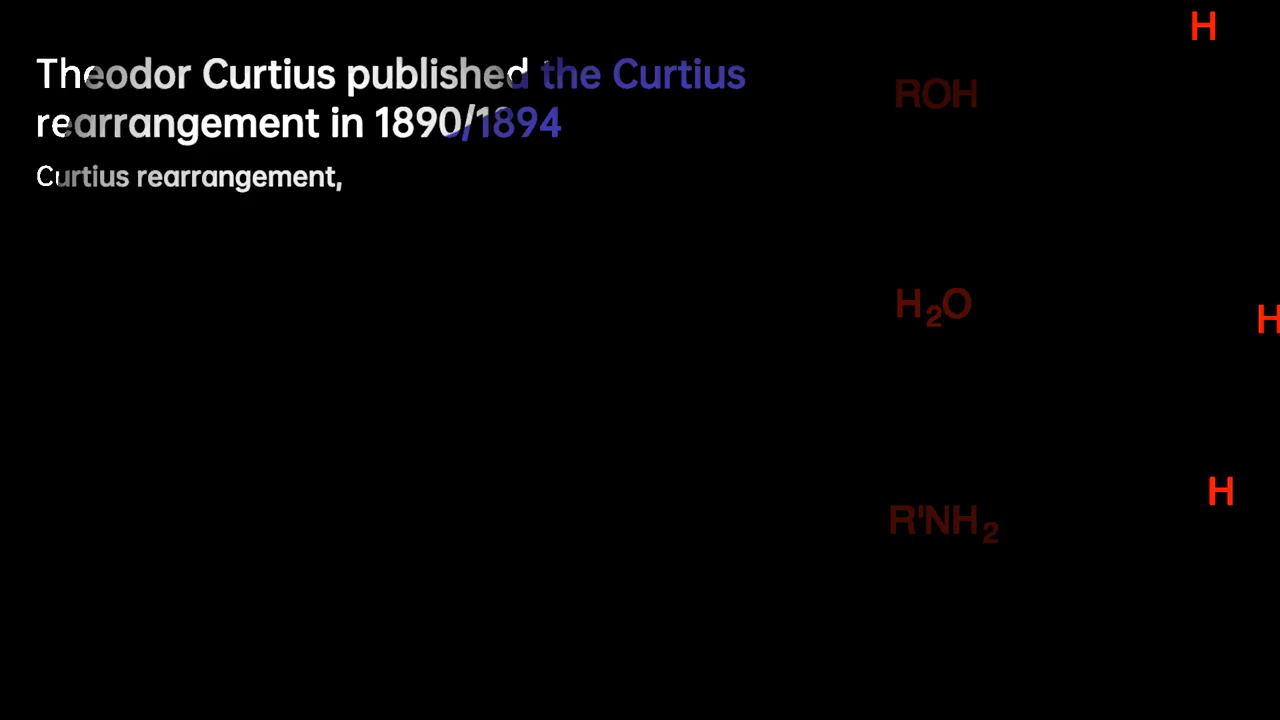 Theodor Curtius published the Curtius
rearrangement in 1890/1894
Curtius rearrangement,
H
ROH
H2O
H
H
R'NH2